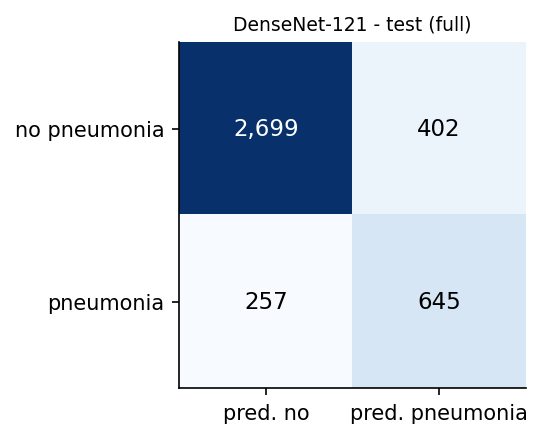 DenseNet-121 - test (full)
no pneumonia
2,699
402
pneumonia
257
645
pred. no
pred. pneumonia